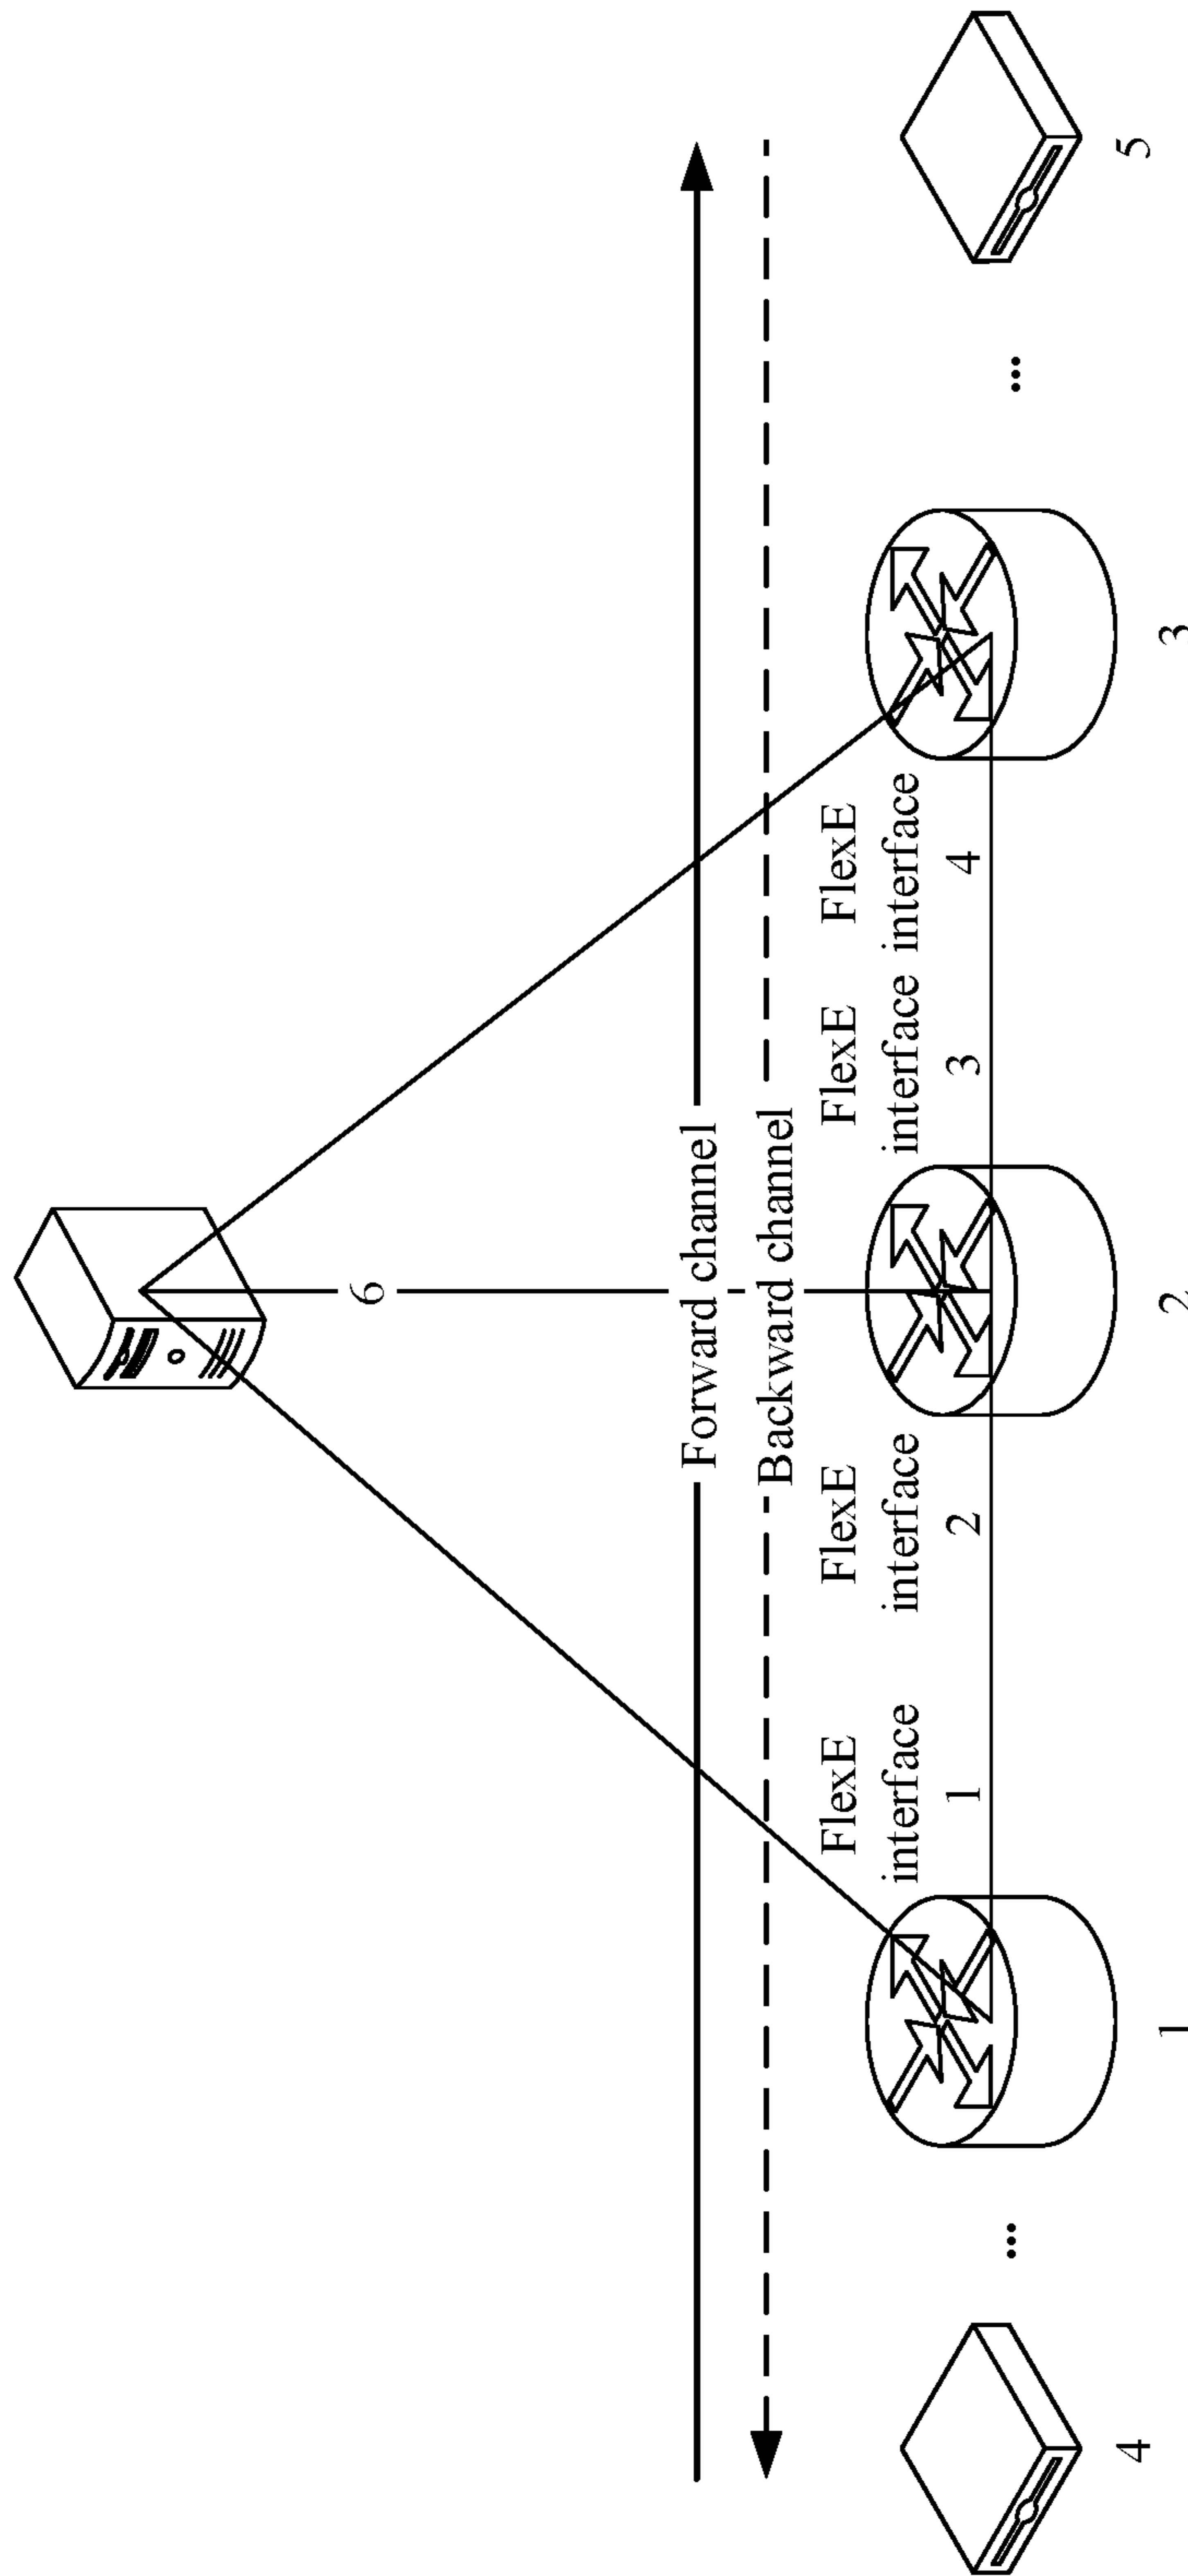 6
Forward channel
Backward channel
FlexE
interface
1
FlexE
interface
2
FlexE
interface
3
FlexE
interface
4
...
...
4
1
2
3
5